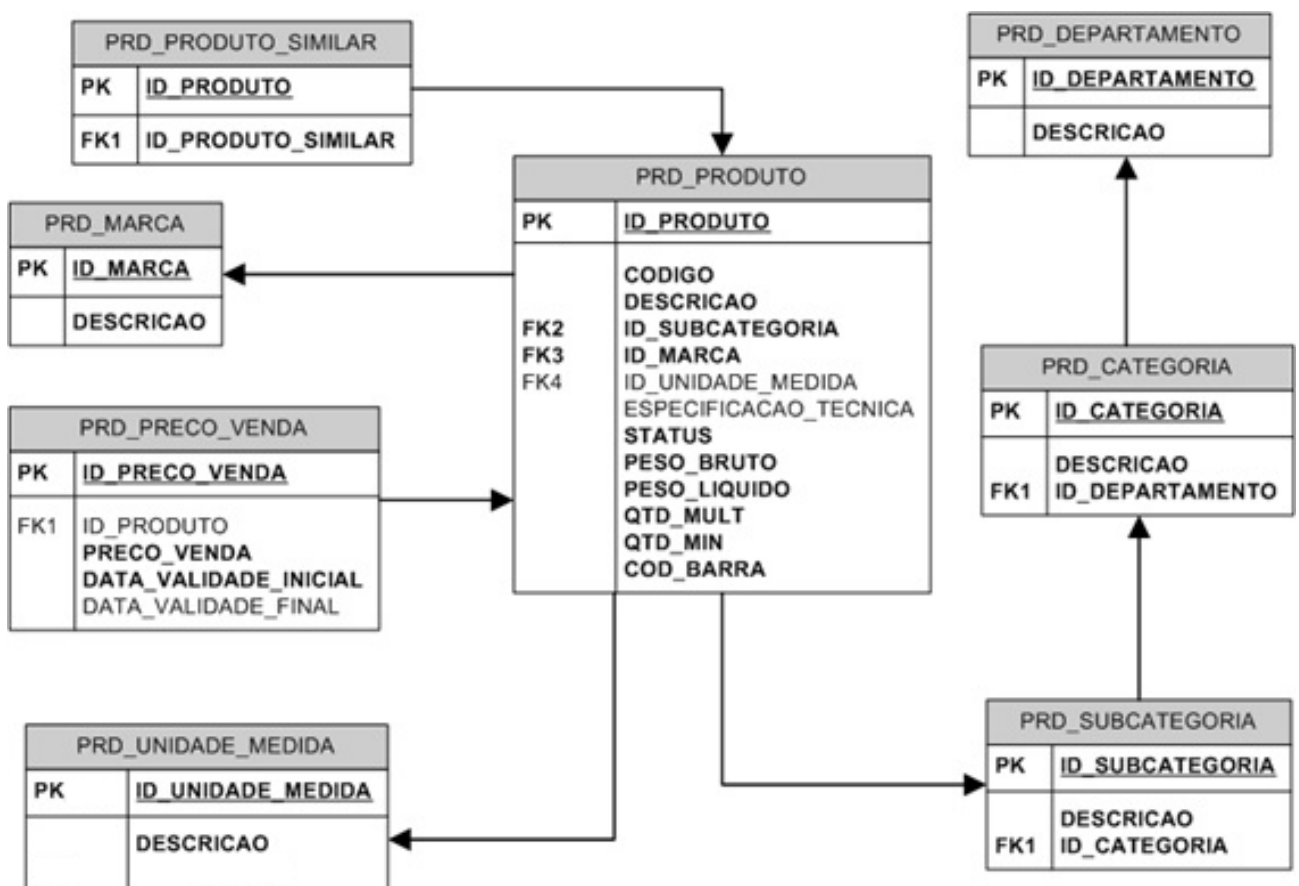 PRD_PRODUTO_SIMILAR
PK ID_PRODUTO
FK1 ID_PRODUTO_SIMILAR
PRD_MARCA
PK ID_MARCA
DESCRICAO
PRD_PRECO_VENDA
PK ID_PRECO_VENDA
FK1 ID_PRODUTO
PRECO_VENDA
DATA_VALIDADE_INICIAL
DATA_VALIDADE_FINAL
PRD_UNIDADE_MEDIDA
PK ID_UNIDADE_MEDIDA
DESCRICAO
PRD_PRODUTO
PK ID_PRODUTO
CODIGO
DESCRICAO
FK2 ID_SUBCATEGORIA
FK3 ID_MARCA
FK4 ID_UNIDADE_MEDIDA
ESPECIFICACAO_TECNICA
STATUS
PESO_BRUTO
PESO_LIQUIDO
QTD_MULT
QTD_MIN
COD_BARRA
PRD_DEPARTAMENTO
PK ID_DEPARTAMENTO
DESCRICAO
PRD_CATEGORIA
PK ID_CATEGORIA
DESCRICAO
FK1 ID_DEPARTAMENTO
PRD_SUBCATEGORIA
PK ID_SUBCATEGORIA
DESCRICAO
FK1 ID_CATEGORIA